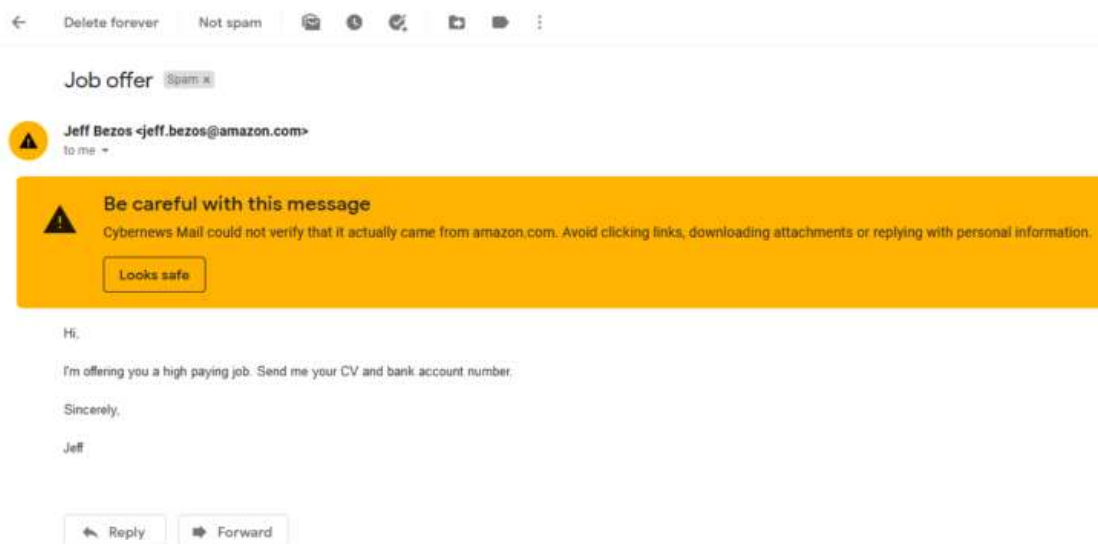 Delete forever Not spam
Job offer Spam x
Jeff Bezos <jeff.bezos@amazon.com>
to me
Be careful with this message
Cybernews Mail could not verify that it actually came from amazon.com. Avoid clicking links, downloading attachments or replying with personal information.
Looks safe
Hi,
I'm offering you a high paying job. Send me your CV and bank account number.
Sincerely,
Jeff
Reply Forward